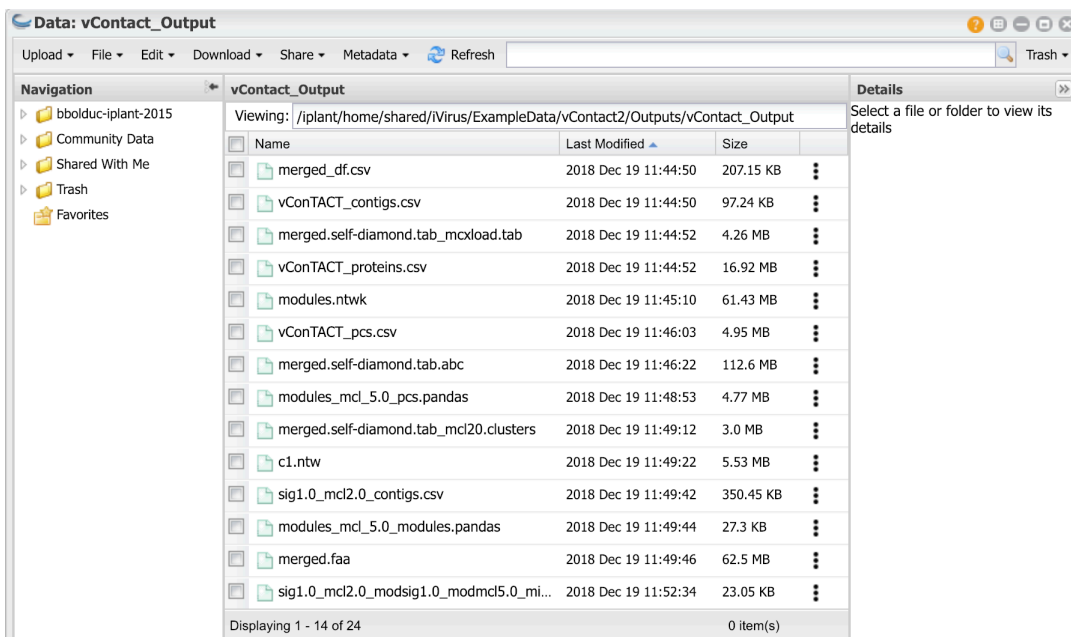 Data: vContact_Output
Upload File Edit Download Share Metadata Refresh Trash
Navigation
bbolduc-iplant-2015
Community Data
Shared With Me
Trash
Favorites
vContact_Output
Viewing: /iplant/home/shared/iVirus/ExampleData/vContact2/Outputs/vContact_Output
Name Last Modified Size
merged_df.csv 2018 Dec 19 11:44:50 207.15 KB
vConTACT_contigs.csv 2018 Dec 19 11:44:50 97.24 KB
merged.self-diamond.tab_mcxload.tab 2018 Dec 19 11:44:52 4.26 MB
vConTACT_proteins.csv 2018 Dec 19 11:44:52 16.92 MB
modules.ntwk 2018 Dec 19 11:45:10 61.43 MB
vConTACT_pcs.csv 2018 Dec 19 11:46:03 4.95 MB
merged.self-diamond.tab.abc 2018 Dec 19 11:46:22 112.6 MB
modules_mcl_5.0_pcs.pandas 2018 Dec 19 11:48:53 4.77 MB
merged.self-diamond.tab_mcl20.clusters 2018 Dec 19 11:49:12 3.0 MB
c1.ntw 2018 Dec 19 11:49:22 5.53 MB
sig1.0_mcl2.0_contigs.csv 2018 Dec 19 11:49:42 350.45 KB
modules_mcl_5.0_modules.pandas 2018 Dec 19 11:49:44 27.3 KB
merged.faa 2018 Dec 19 11:49:46 62.5 MB
sig1.0_mcl2.0_modsig1.0_modmcl5.0_mi... 2018 Dec 19 11:52:34 23.05 KB
Displaying 1 - 14 of 24 0 item(s)
Details
Select a file or folder to view its
details